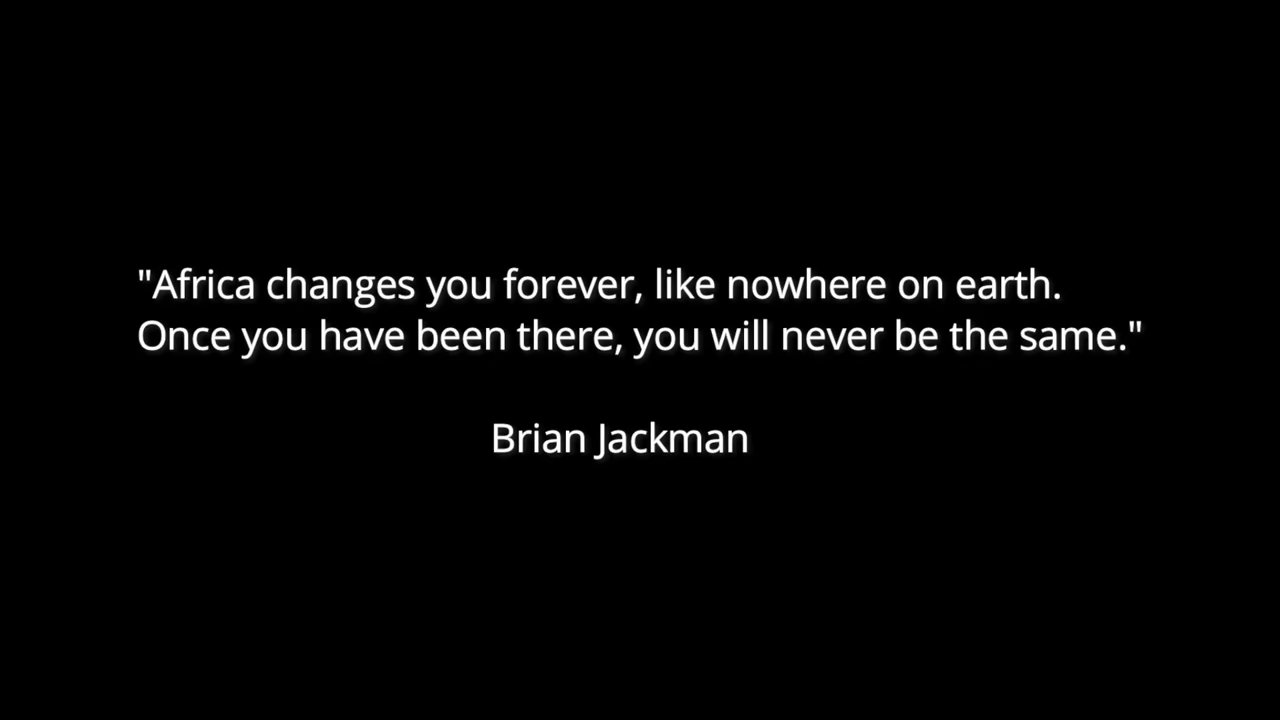 "Africa changes you forever, like nowhere on earth.
Once you have been there, you will never be the same."
Brian Jackman